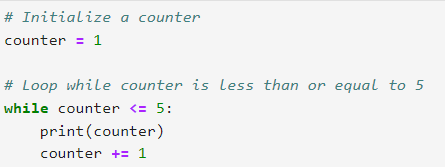 # Initialize a counter
counter = 1

# Loop while counter is less than or equal to 5
while counter <= 5:
    print(counter)
    counter += 1